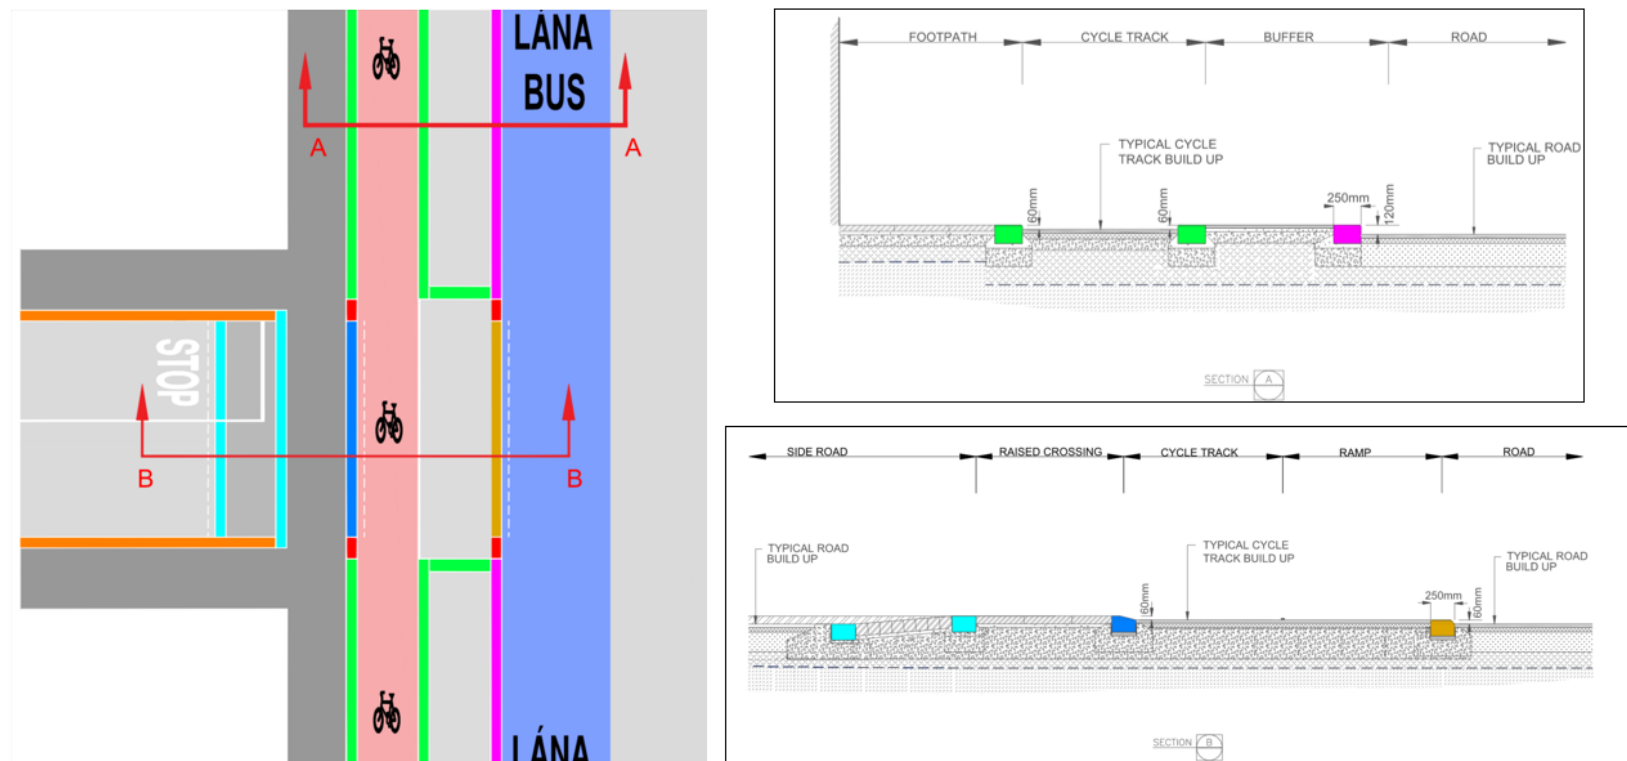 LÁNA
BUS
A
A
STOP
B
B
LÁNA
FOOTPATH
CYCLE TRACK
BUFFER
ROAD
TYPICAL CYCLE
TRACK BUILD UP
TYPICAL ROAD
BUILD UP
60mm
60mm
250mm
120mm
SECTION
A
SIDE ROAD
RAISED CROSSING
CYCLE TRACK
RAMP
ROAD
TYPICAL ROAD
BUILD UP
TYPICAL CYCLE
TRACK BUILD UP
TYPICAL ROAD
BUILD UP
60mm
250mm
60mm
SECTION
B